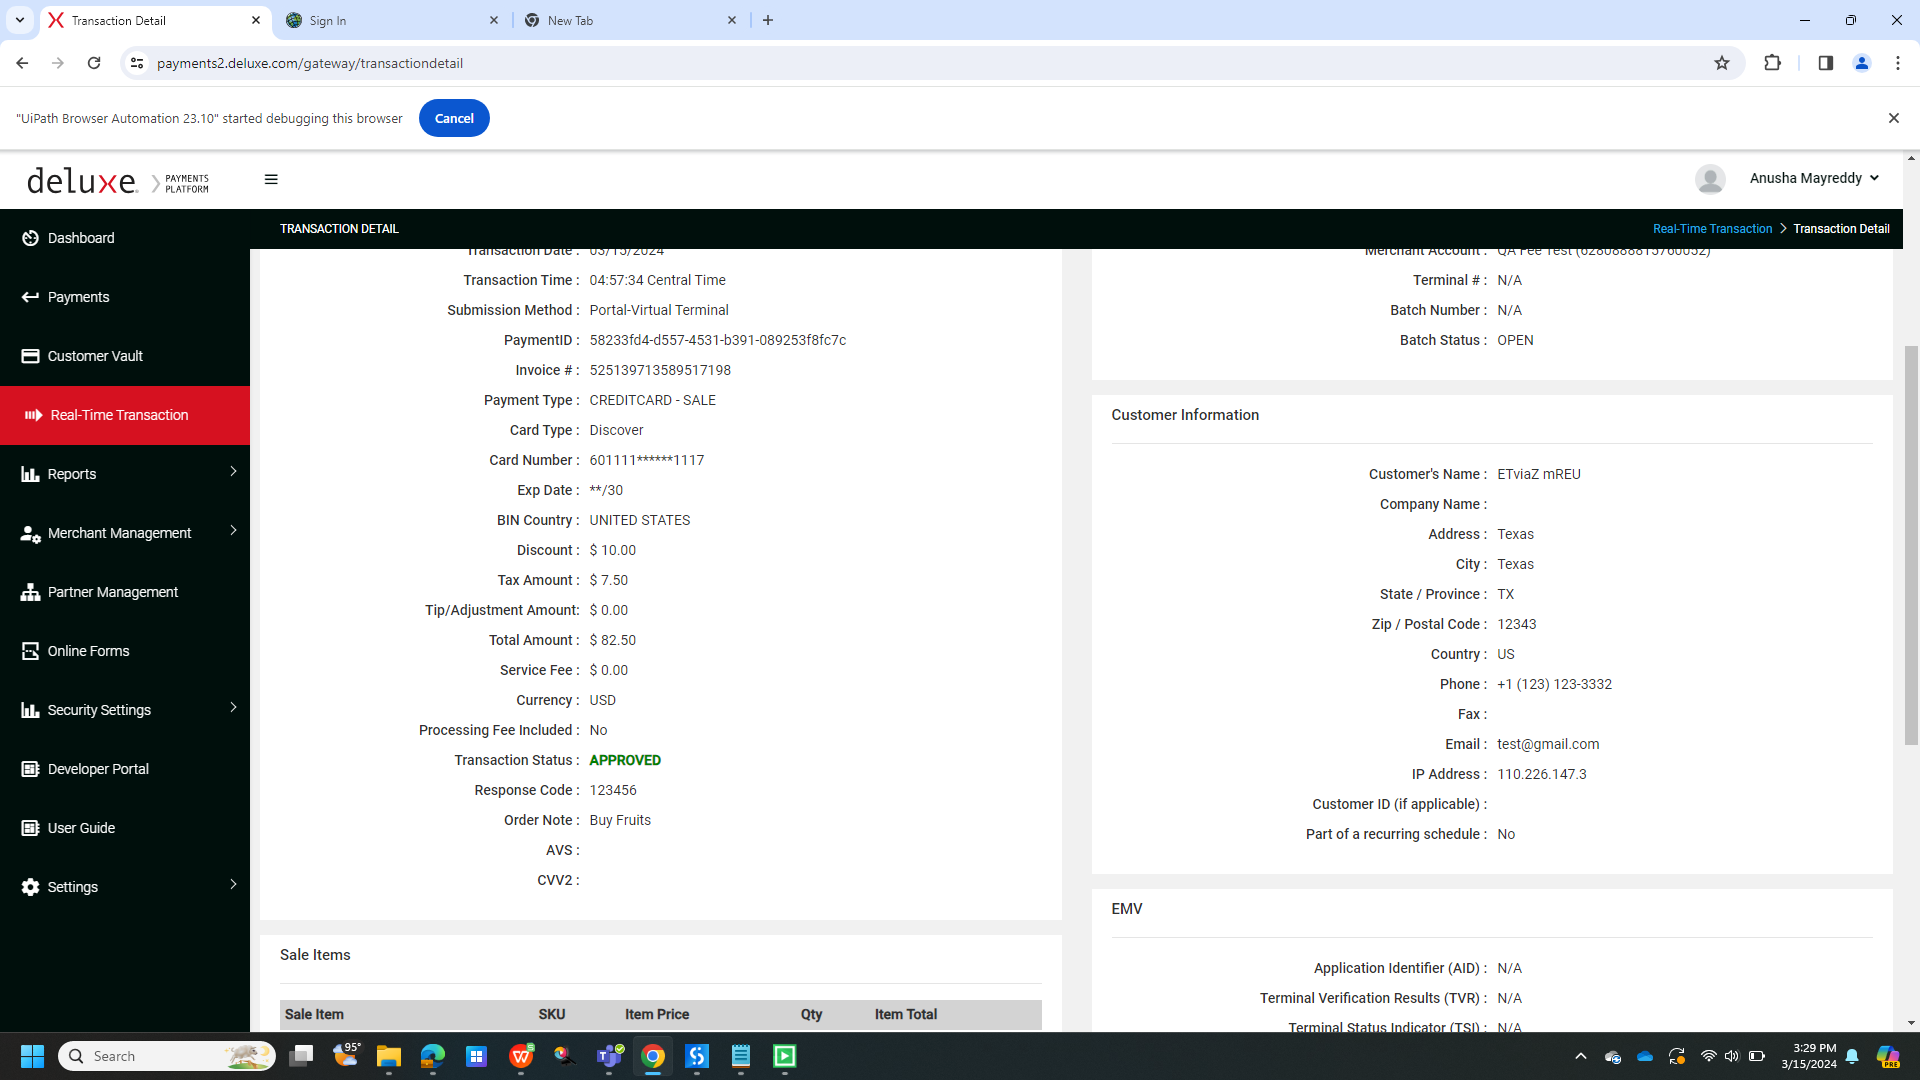 Transaction Detail
Sign In
New Tab
payments2.deluxe.com/gateway/transactiondetail
"UiPath Browser Automation 23.10" started debugging this browser
Cancel
deluxe. PAYMENTS PLATFORM
Anusha Mayreddy
TRANSACTION DETAIL
Real-Time Transaction > Transaction Detail
Dashboard
Payments
Customer Vault
Real-Time Transaction
Reports
Merchant Management
Partner Management
Online Forms
Security Settings
Developer Portal
User Guide
Settings
Transaction Date : 03/15/2024
Transaction Time : 04:57:34 Central Time
Submission Method : Portal-Virtual Terminal
PaymentID : 58233fd4-d557-4531-b391-089253f8fc7c
Invoice # : 525139713589517198
Payment Type : CREDITCARD - SALE
Card Type : Discover
Card Number : 601111******1117
Exp Date : **/30
BIN Country : UNITED STATES
Discount : $ 10.00
Tax Amount : $ 7.50
Tip/Adjustment Amount: $ 0.00
Total Amount : $ 82.50
Service Fee : $ 0.00
Currency : USD
Processing Fee Included : No
Transaction Status : APPROVED
Response Code : 123456
Order Note : Buy Fruits
AVS :
CVV2 :
Sale Items
Sale Item SKU Item Price Qty Item Total
Merchant Account : QA Fee Test (6280888815760052)
Terminal # : N/A
Batch Number : N/A
Batch Status : OPEN
Customer Information
Customer's Name : ETviaZ mREU
Company Name :
Address : Texas
City : Texas
State / Province : TX
Zip / Postal Code : 12343
Country : US
Phone : +1 (123) 123-3332
Fax :
Email : test@gmail.com
IP Address : 110.226.147.3
Customer ID (if applicable) :
Part of a recurring schedule : No
EMV
Application Identifier (AID) : N/A
Terminal Verification Results (TVR) : N/A
Terminal Status Indicator (TSI) : N/A
Search
95°
3:29 PM
3/15/2024
PRE